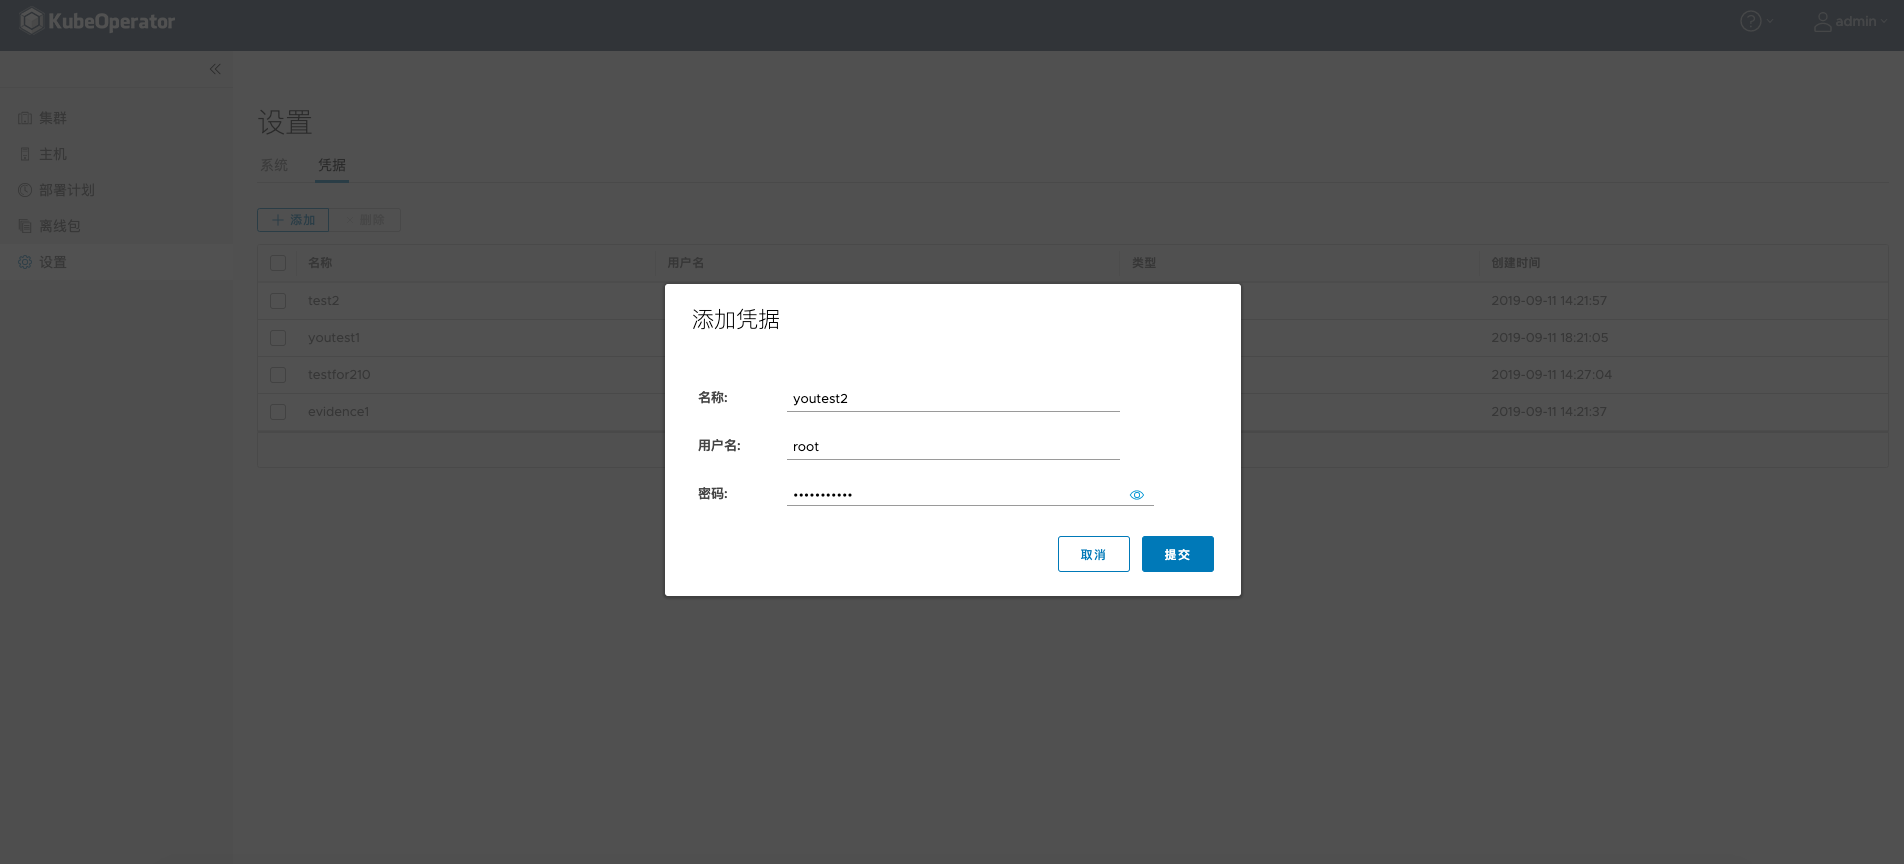 KubeOperator
? admin
集群
主机
部署计划
离线包
设置
设置
系统 凭据
+ 添加 × 删除
名称 用户名 类型 创建时间
test2 2019-09-11 14:21:57
youtest1 2019-09-11 18:21:05
testfor210 2019-09-11 14:27:04
evidence1 2019-09-11 14:21:37
添加凭据
名称: youtest2
用户名: root
密码: •••••••••••
取消 提交